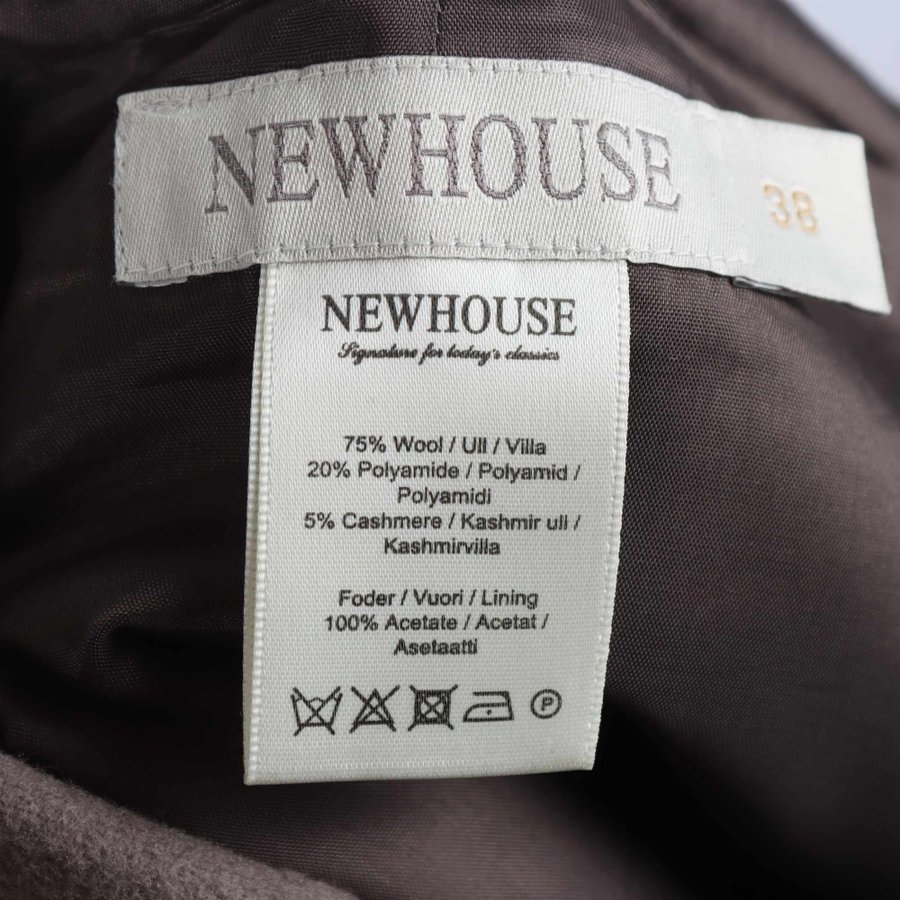 NEWHOUSE
38
NEWHOUSE
Signature for today's classics
75% Wool / Ull / Villa
20% Polyamide / Polyamid /
Polyamidi
5% Cashmere / Kashmir ull /
Kashmirvilla
Foder / Vuori / Lining
100% Acetate / Acetat /
Asetaatti
P